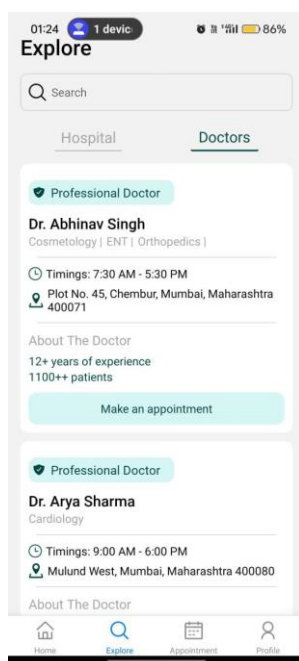 01:24 1 devic 86%
Explore
Search
Hospital Doctors
Professional Doctor
Dr. Abhinav Singh
Cosmetology | ENT | Orthopedics |
Timings: 7:30 AM - 5:30 PM
Plot No. 45, Chembur, Mumbai, Maharashtra
400071
About The Doctor
12+ years of experience
1100++ patients
Make an appointment
Professional Doctor
Dr. Arya Sharma
Cardiology
Timings: 9:00 AM - 6:00 PM
Mulund West, Mumbai, Maharashtra 400080
About The Doctor
Home Explore Appointment Profile